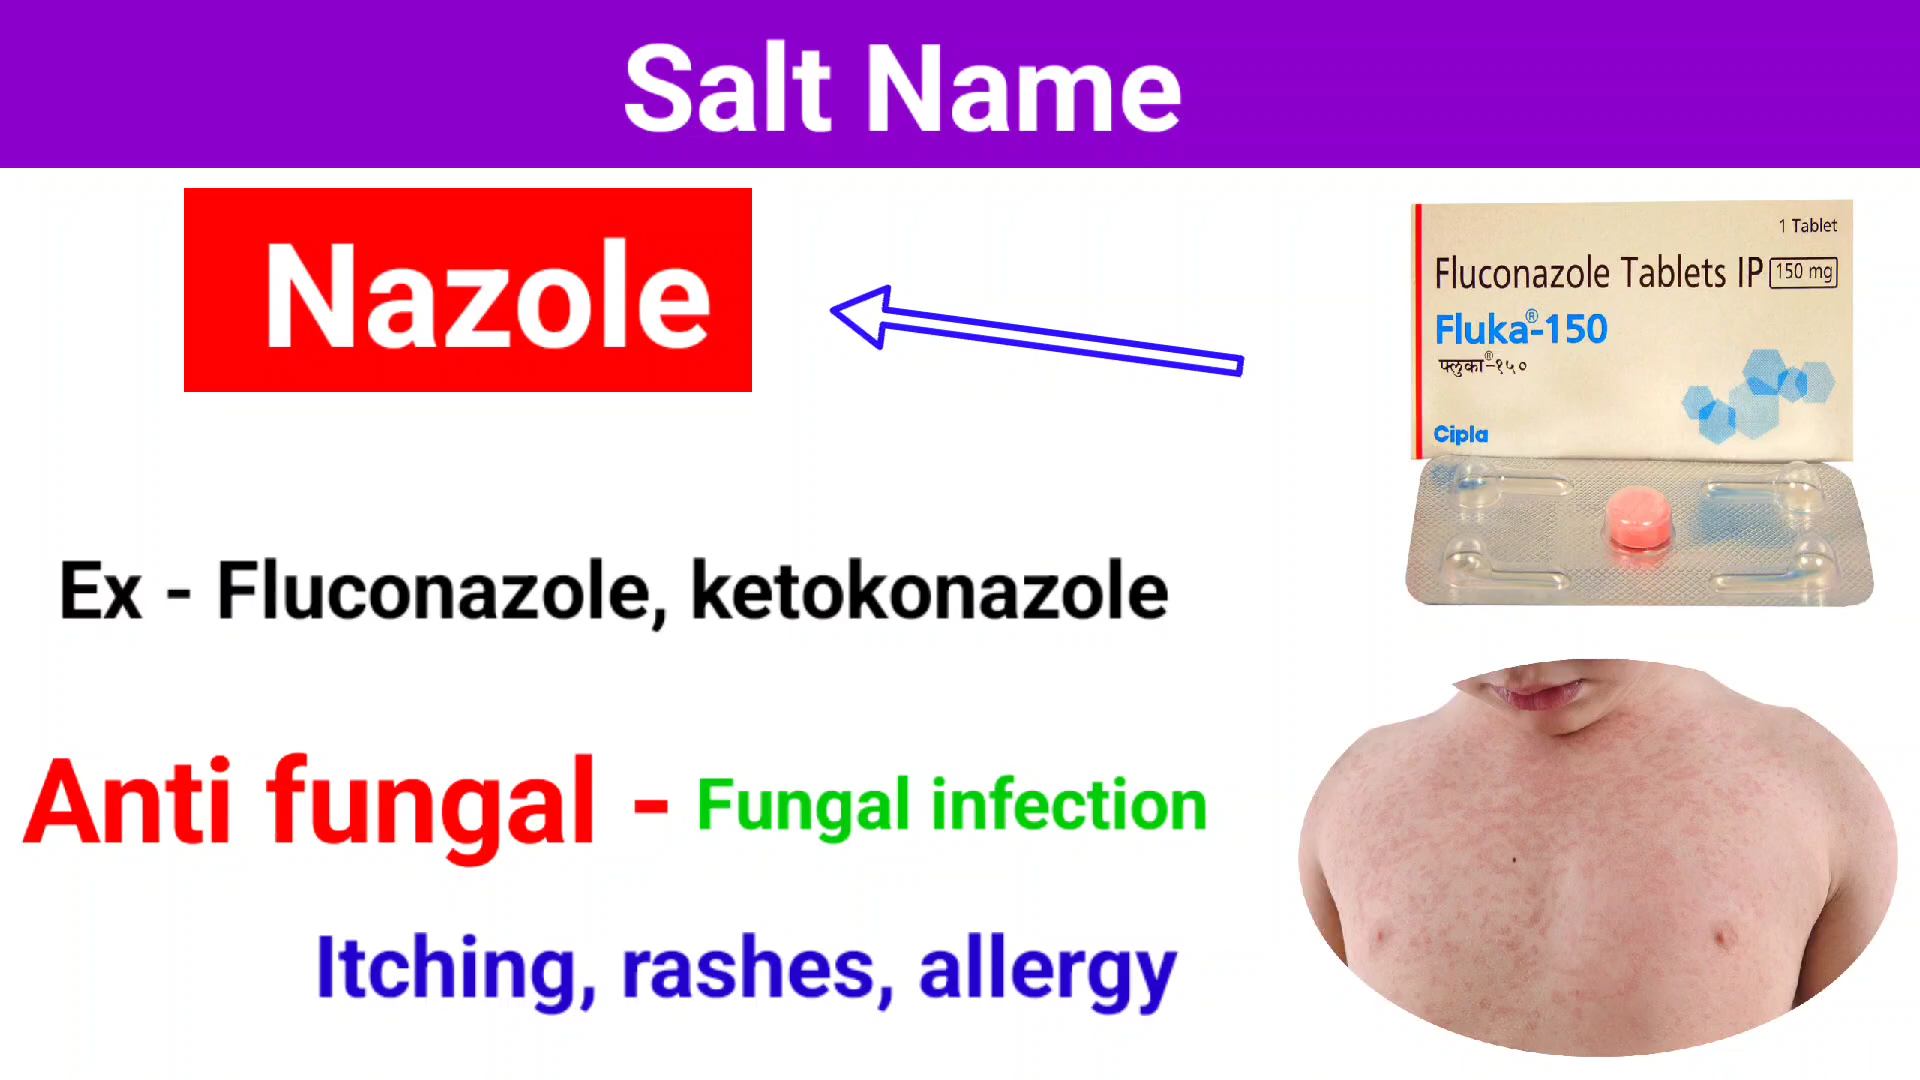 Salt Name
Nazole
1 Tablet
Fluconazole Tablets IP 150 mg
Fluka®-150
फ्लुका®-१५०
Cipla
Ex - Fluconazole, ketokonazole
Anti fungal - Fungal infection
Itching, rashes, allergy